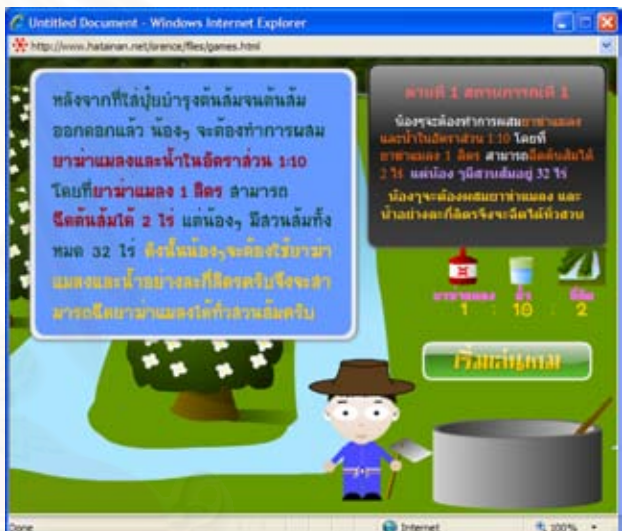 Untitled Document - Windows Internet Explorer
http://www.hatainan.net/orence/files/games.html
หลังจากที่ใส่ปุ๋ยบำรุงต้นส้มจนต้นส้ม
ออกดอกแล้ว น้องๆ จะต้องทำการผสม
ยาฆ่าแมลงและน้ำในอัตราส่วน 1:10
โดยที่ยาฆ่าแมลง 1 ลิตร สามารถ
ฉีดต้นส้มได้ 2 ไร่ แต่น้องๆ มีสวนส้มทั้ง
หมด 32 ไร่ ดังนั้นน้องๆจะต้องใช้ยาฆ่า
แมลงและน้ำอย่างละกี่ลิตรครับจึงจะสา
มารถฉีดยาฆ่าแมลงได้ทั่วสวนส้มครับ
ด่านที่ 1 สถานการณ์ที่ 1
น้องๆจะต้องทำการผสมยาฆ่าแมลง
และน้ำในอัตราส่วน 1:10 โดยที่
ยาฆ่าแมลง 1 ลิตร สามารถฉีดต้นส้มได้
2 ไร่ แต่น้อง ๆมีสวนส้มอยู่ 32 ไร่
น้องๆจะต้องผสมยาฆ่าแมลง และ
น้ำอย่างละกี่ลิตรจึงจะฉีดได้ทั่วสวน
ยาฆ่าแมลง น้ำ ที่ดิน
1 : 10 : 2
เริ่มเล่นเกม
Done Internet 100%